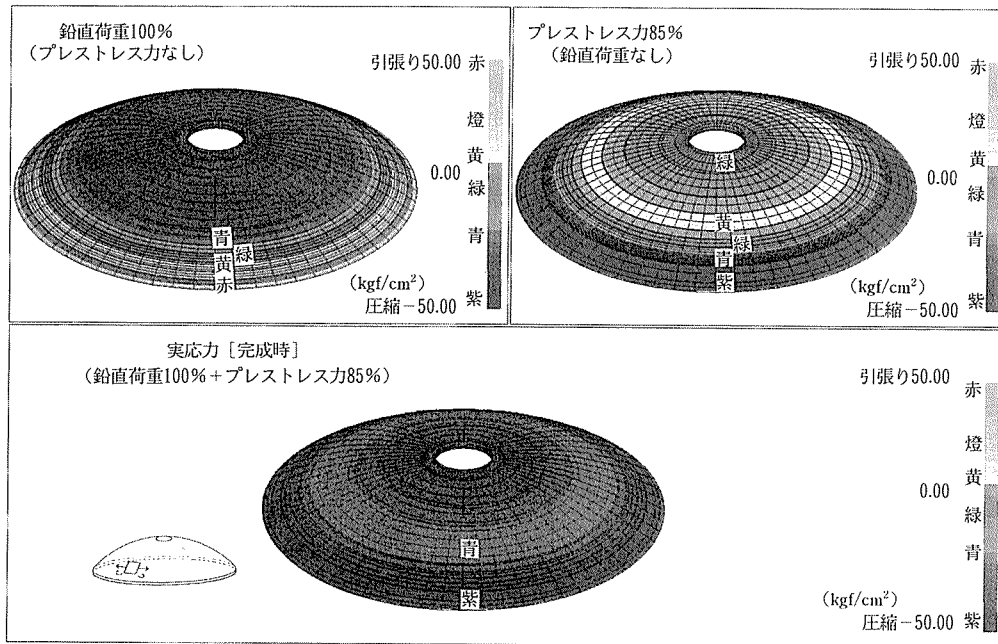 鉛直荷重100%
（プレストレス力なし）
引張り50.00 赤
燈
黄
0.00
緑
青
(kgf/cm²)
圧縮－50.00 紫
青
緑
黄
赤
プレストレス力85%
（鉛直荷重なし）
引張り50.00 赤
燈
黄
0.00
緑
青
(kgf/cm²)
圧縮－50.00 紫
緑
黄
緑
青
紫
実応力［完成時］
（鉛直荷重100%＋プレストレス力85%）
引張り50.00 赤
燈
黄
0.00
緑
青
(kgf/cm²)
圧縮－50.00 紫
青
紫